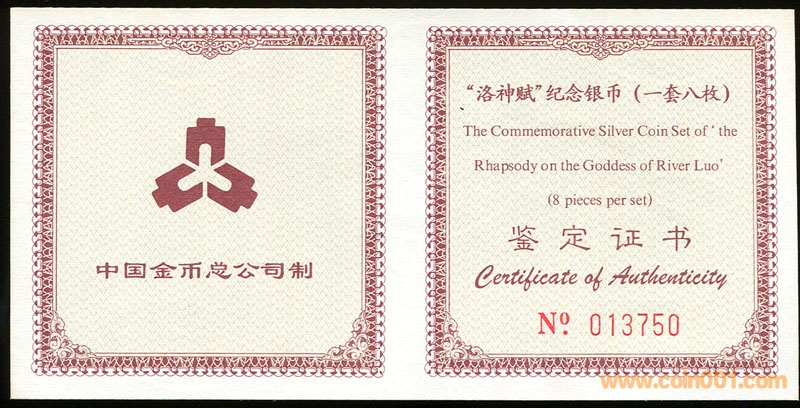 中国金币总公司制
“洛神赋”纪念银币（一套八枚）
The Commemorative Silver Coin Set of ‘the
Rhapsody on the Goddess of River Luo’
(8 pieces per set)
鉴定证书
Certificate of Authenticity
Nº 013750
www.coin001.com